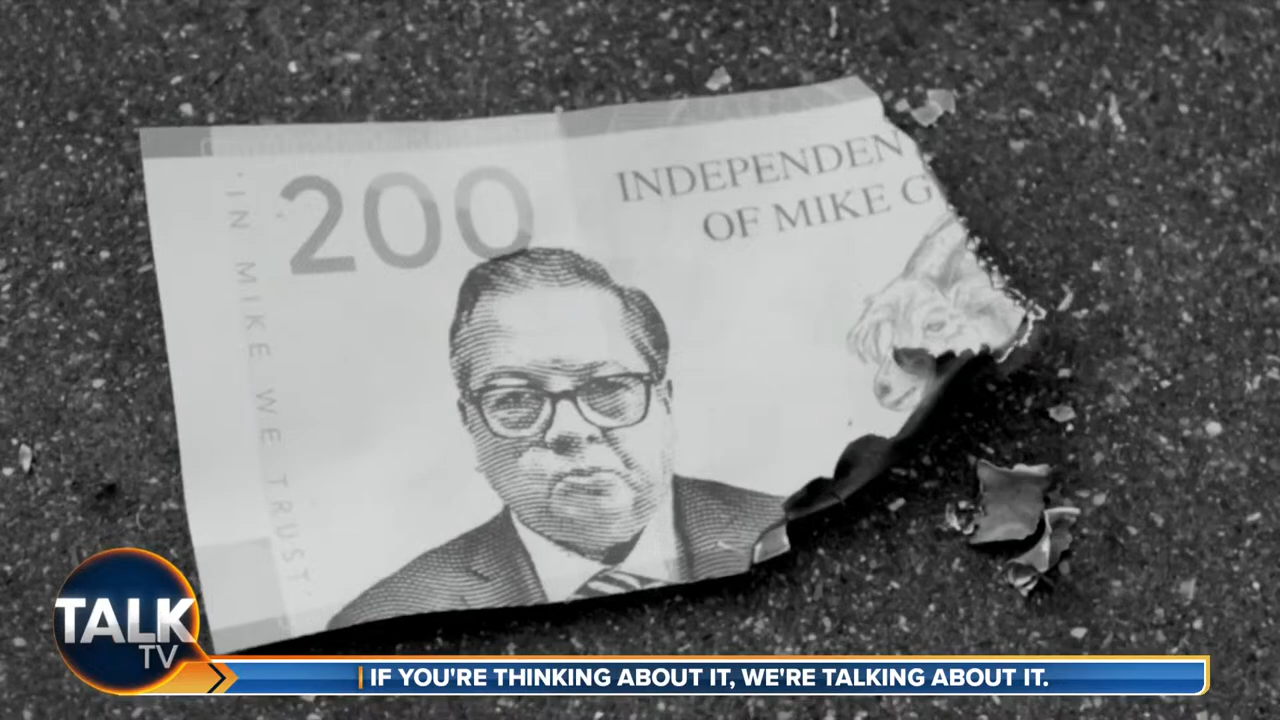 200
INDEPENDEN
OF MIKE G
'IN MIKE WE TRUST'
TALK
TV
IF YOU'RE THINKING ABOUT IT, WE'RE TALKING ABOUT IT.